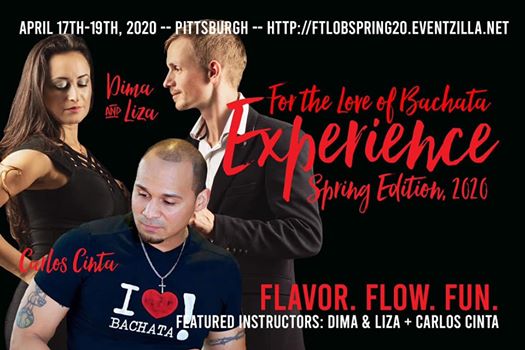 APRIL 17TH-19TH, 2020 -- PITTSBURGH -- HTTP://FTLOBSPRING20.EVENTZILLA.NET
Dima
AND Liza
For the Love of Bachata
Experience
Spring Edition, 2020
Carlos Cinta
I !
BACHATA
FLAVOR. FLOW. FUN.
FEATURED INSTRUCTORS: DIMA & LIZA + CARLOS CINTA